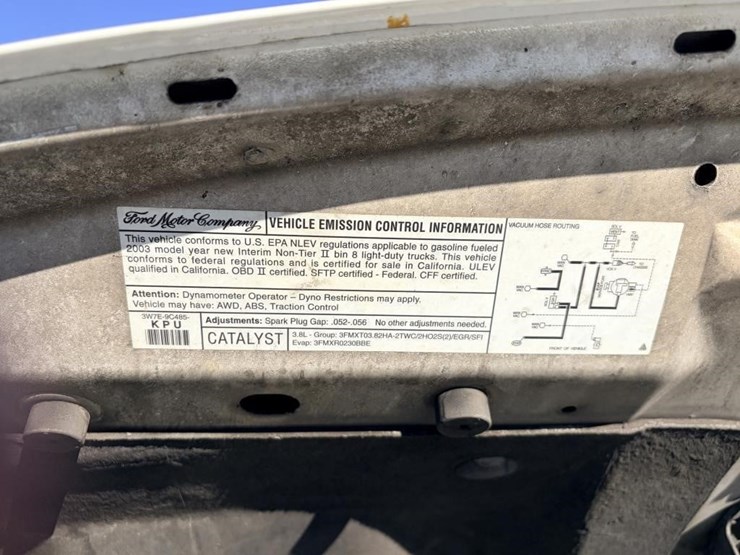 Ford Motor Company
VEHICLE EMISSION CONTROL INFORMATION
This vehicle conforms to U.S. EPA NLEV regulations applicable to gasoline fueled
2003 model year new Interim Non-Tier II bin 8 light-duty trucks. This vehicle
conforms to federal regulations and is certified for sale in California. ULEV
qualified in California. OBD II certified. SFTP certified - Federal. CFF certified.
Attention: Dynamometer Operator – Dyno Restrictions may apply.
Vehicle may have: AWD, ABS, Traction Control
3W7E-9C485-
KPU
Adjustments: Spark Plug Gap: .052-.056 No other adjustments needed.
CATALYST
3.8L - Group: 3FMXT03.82HA-2TWC/2HO2S(2)/EGR/SFI
Evap: 3FMXR0230BBE
VACUUM HOSE ROUTING
FRONT OF VEHICLE